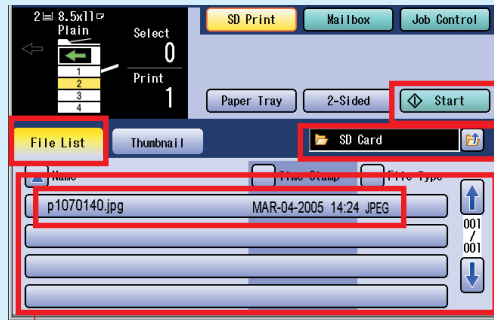 2 8.5x11
Plain
Select
0
Print
1
1
2
3
4
SD Print
Mailbox
Job Control
Paper Tray
2-Sided
Start
File List
Thumbnail
SD Card
Name
Time Stamp
File Type
p1070140.jpg MAR-04-2005 14:24 JPEG
001
/
001